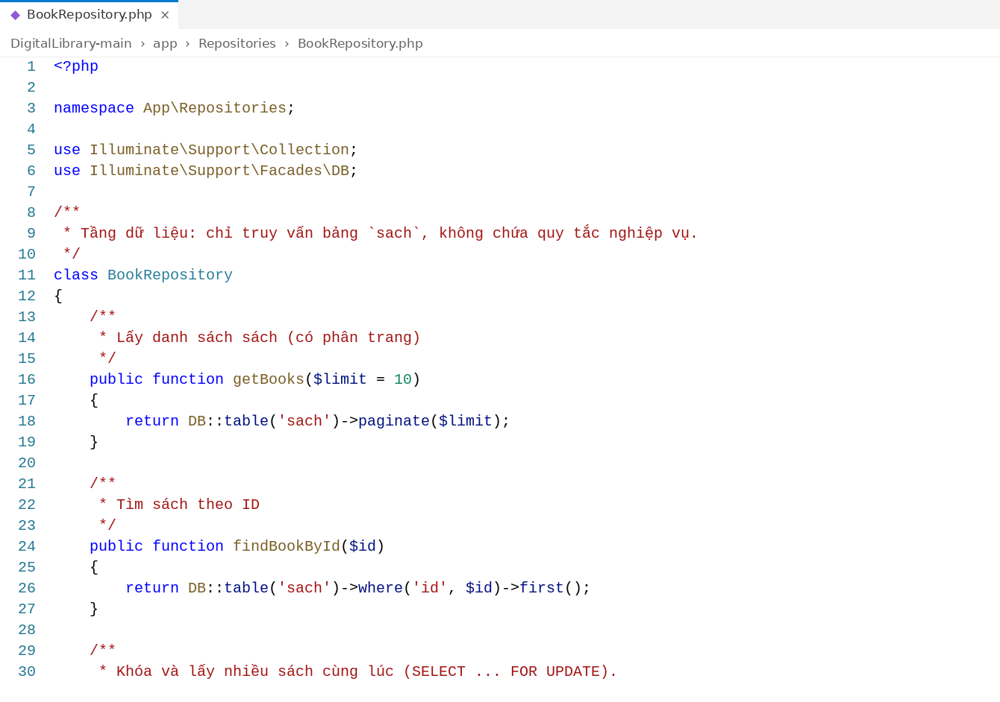 BookRepository.php ×
DigitalLibrary-main › app › Repositories › BookRepository.php
1 <?php
2
3 namespace App\Repositories;
4
5 use Illuminate\Support\Collection;
6 use Illuminate\Support\Facades\DB;
7
8 /**
9  * Tầng dữ liệu: chỉ truy vấn bảng `sach`, không chứa quy tắc nghiệp vụ.
10  */
11 class BookRepository
12 {
13     /**
14      * Lấy danh sách sách (có phân trang)
15      */
16     public function getBooks($limit = 10)
17     {
18         return DB::table('sach')->paginate($limit);
19     }
20
21     /**
22      * Tìm sách theo ID
23      */
24     public function findBookById($id)
25     {
26         return DB::table('sach')->where('id', $id)->first();
27     }
28
29     /**
30      * Khóa và lấy nhiều sách cùng lúc (SELECT ... FOR UPDATE).